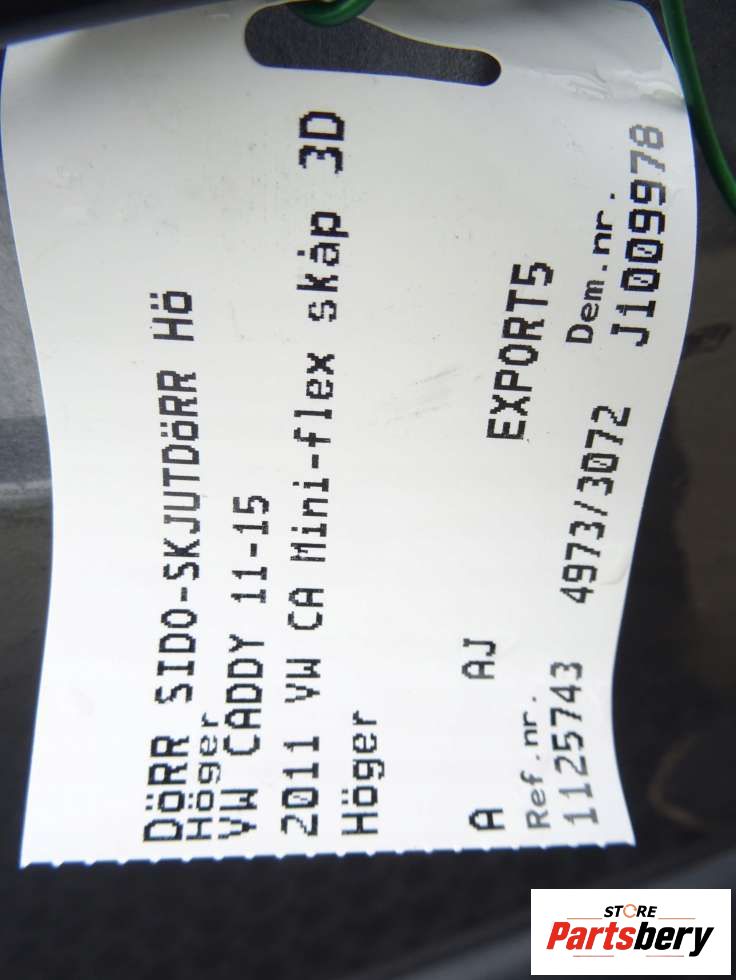 DÖRR SIDO-SKJUTDÖRR Hö
Höger
VW CADDY 11-15
2011 VW CA Mini-flex skåp 3D
Höger
A AJ EXPORT5
Ref.nr. Dem.nr.
1125743 4973/3072 J1009978
STORE
Partsbery